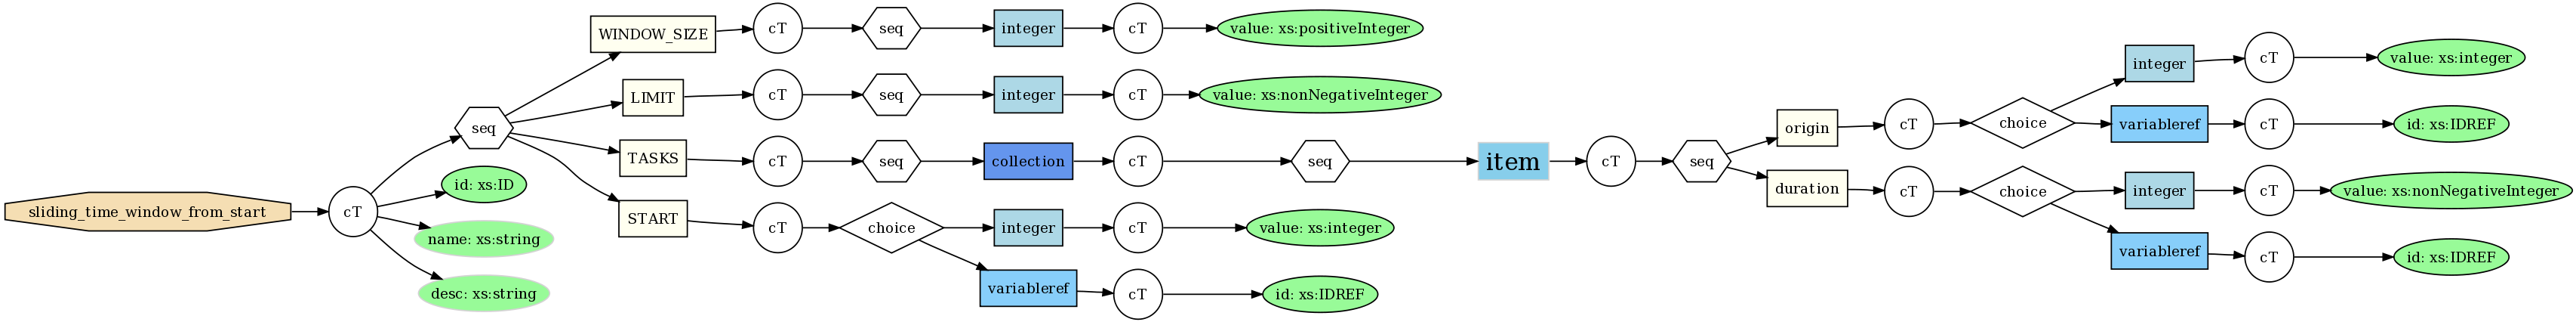 sliding_time_window_from_start
cT
seq
id: xs:ID
name: xs:string
desc: xs:string
WINDOW_SIZE
cT
seq
integer
cT
value: xs:positiveInteger
LIMIT
cT
seq
integer
cT
value: xs:nonNegativeInteger
TASKS
cT
seq
collection
cT
seq
item
cT
seq
origin
cT
choice
integer
cT
value: xs:integer
variableref
cT
id: xs:IDREF
duration
cT
choice
integer
cT
value: xs:nonNegativeInteger
variableref
cT
id: xs:IDREF
START
cT
choice
integer
cT
value: xs:integer
variableref
cT
id: xs:IDREF